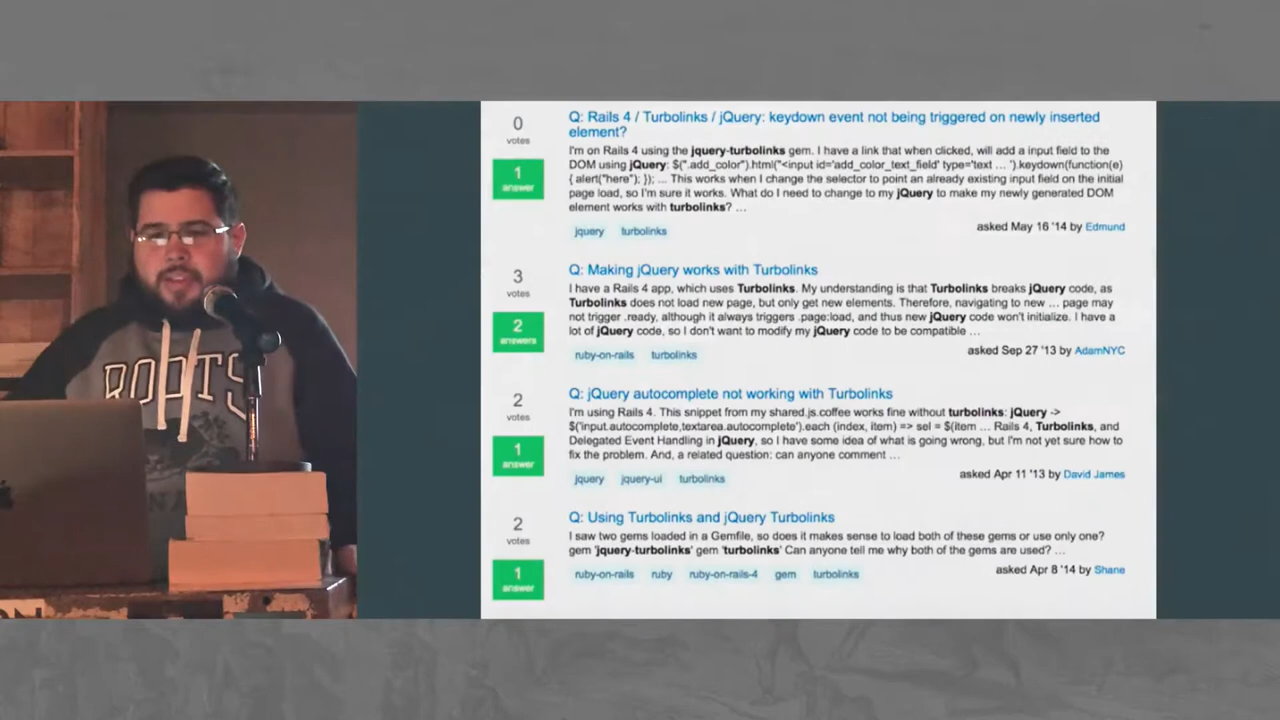 ROOTS
0
votes
1
answer
Q: Rails 4 / Turbolinks / jQuery: keydown event not being triggered on newly inserted
element?
I'm on Rails 4 using the jquery-turbolinks gem. I have a link that when clicked, will add a input field to the
DOM using jQuery: $(".add_color").html("<input id='add_color_text_field' type='text ... ').keydown(function(e)
{ alert("here"); }); ... This works when I change the selector to point an already existing input field on the initial
page load, so I'm sure it works. What do I need to change to my jQuery to make my newly generated DOM
element works with turbolinks? ...
jquery turbolinks
asked May 16 '14 by Edmund
3
votes
2
answers
Q: Making jQuery works with Turbolinks
I have a Rails 4 app, which uses Turbolinks. My understanding is that Turbolinks breaks jQuery code, as
Turbolinks does not load new page, but only get new elements. Therefore, navigating to new ... page may
not trigger .ready, although it always triggers .page:load, and thus new jQuery code won't initialize. I have a
lot of jQuery code, so I don't want to modify my jQuery code to be compatible ...
ruby-on-rails turbolinks
asked Sep 27 '13 by AdamNYC
2
votes
1
answer
Q: jQuery autocomplete not working with Turbolinks
I'm using Rails 4. This snippet from my shared.js.coffee works fine without turbolinks: jQuery ->
$('input.autocomplete,textarea.autocomplete').each (index, item) => sel = $(item ... Rails 4, Turbolinks, and
Delegated Event Handling in jQuery, so I have some idea of what is going wrong, but I'm not yet sure how to
fix the problem. And, a related question: can anyone comment ...
jquery jquery-ui turbolinks
asked Apr 11 '13 by David James
2
votes
1
answer
Q: Using Turbolinks and jQuery Turbolinks
I saw two gems loaded in a Gemfile, so does it makes sense to load both of these gems or use only one?
gem 'jquery-turbolinks' gem 'turbolinks' Can anyone tell me why both of the gems are used? ...
ruby-on-rails ruby ruby-on-rails-4 gem turbolinks
asked Apr 8 '14 by Shane